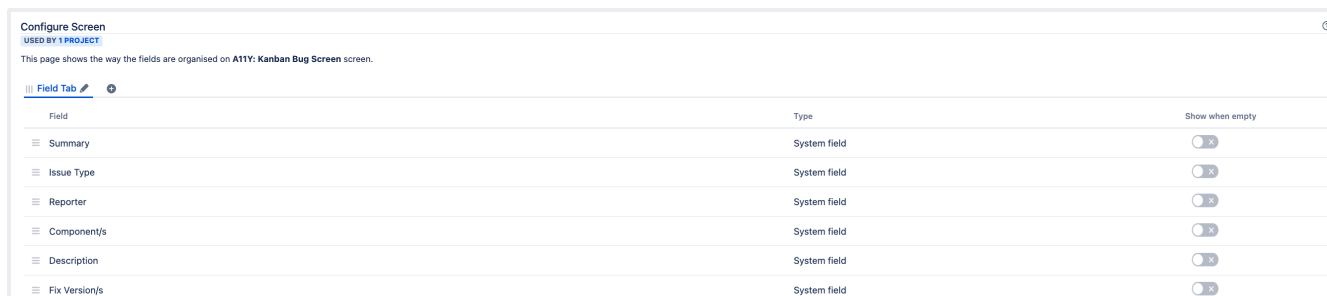 Configure Screen
USED BY 1 PROJECT
This page shows the way the fields are organised on A11Y: Kanban Bug Screen screen.
Field Tab
Field Type Show when empty
Summary System field
Issue Type System field
Reporter System field
Component/s System field
Description System field
Fix Version/s System field